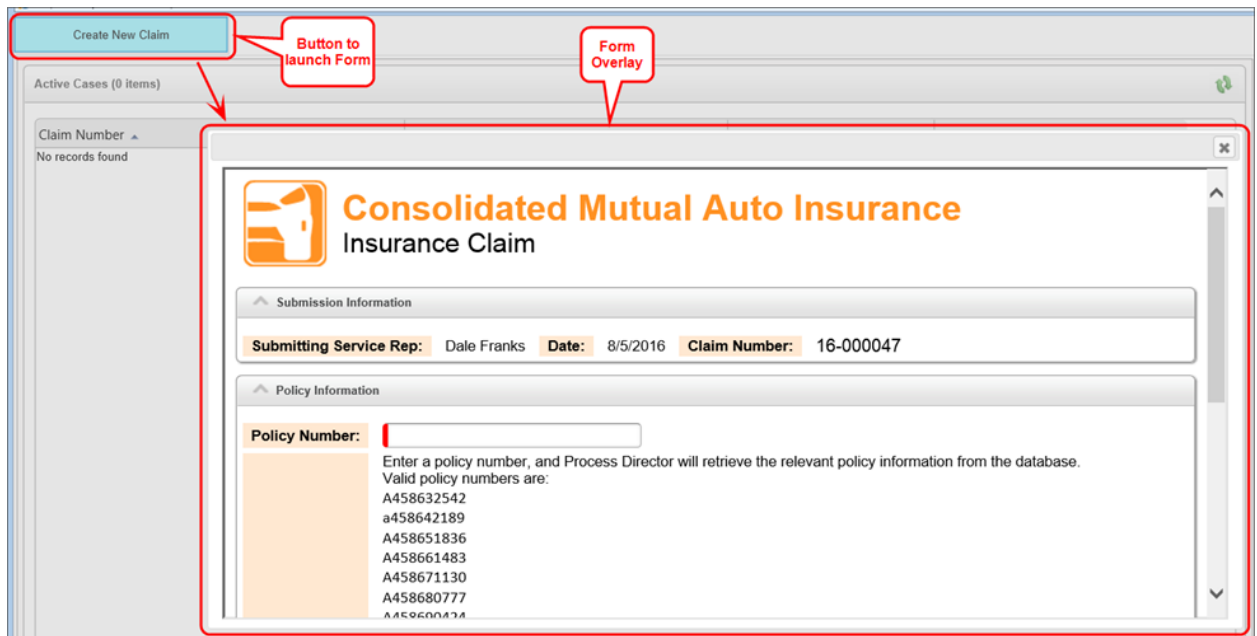 Create New Claim
Button to
launch Form
Form
Overlay
Active Cases (0 items)
Claim Number
No records found
Consolidated Mutual Auto Insurance
Insurance Claim
Submission Information
Submitting Service Rep: Dale Franks Date: 8/5/2016 Claim Number: 16-000047
Policy Information
Policy Number:
Enter a policy number, and Process Director will retrieve the relevant policy information from the database.
Valid policy numbers are:
A458632542
a458642189
A458651836
A458661483
A458671130
A458680777
A458690424